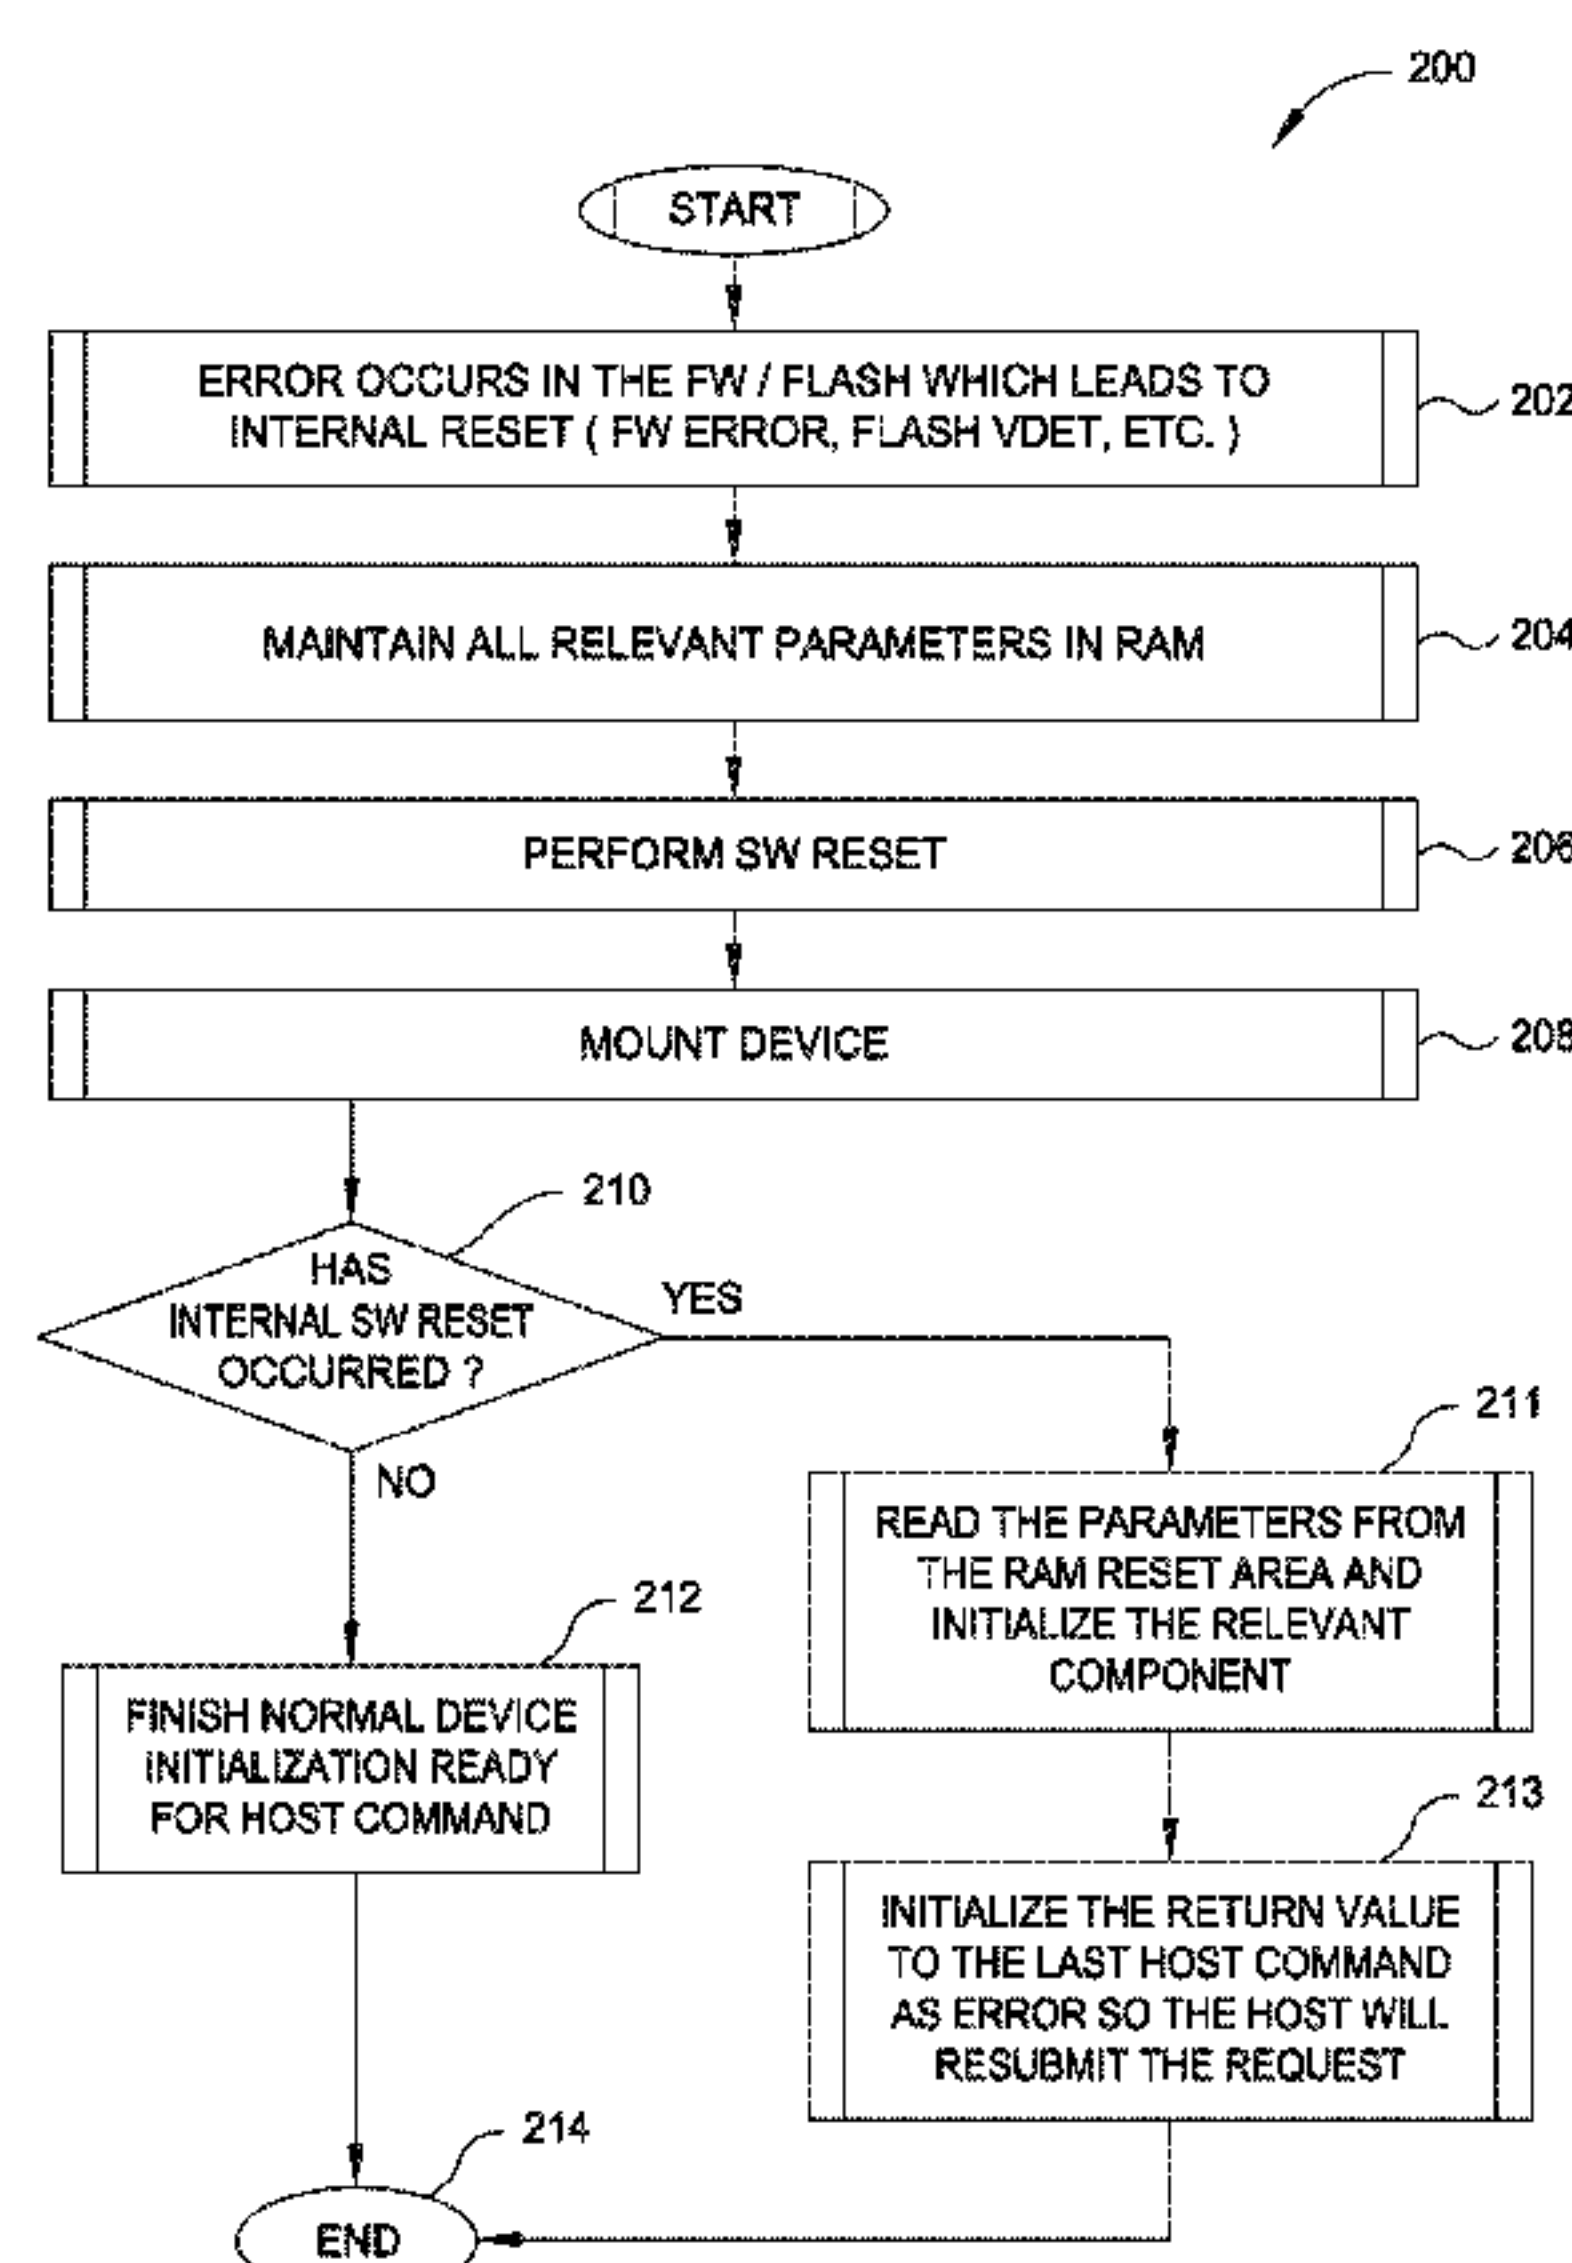 200
START
ERROR OCCURS IN THE FW / FLASH WHICH LEADS TO
INTERNAL RESET ( FW ERROR, FLASH VDET, ETC. )
202
MAINTAIN ALL RELEVANT PARAMETERS IN RAM
204
PERFORM SW RESET
206
MOUNT DEVICE
208
210
HAS
INTERNAL SW RESET
OCCURRED ?
YES
NO
211
READ THE PARAMETERS FROM
THE RAM RESET AREA AND
INITIALIZE THE RELEVANT
COMPONENT
212
FINISH NORMAL DEVICE
INITIALIZATION READY
FOR HOST COMMAND
213
INITIALIZE THE RETURN VALUE
TO THE LAST HOST COMMAND
AS ERROR SO THE HOST WILL
RESUBMIT THE REQUEST
214
END